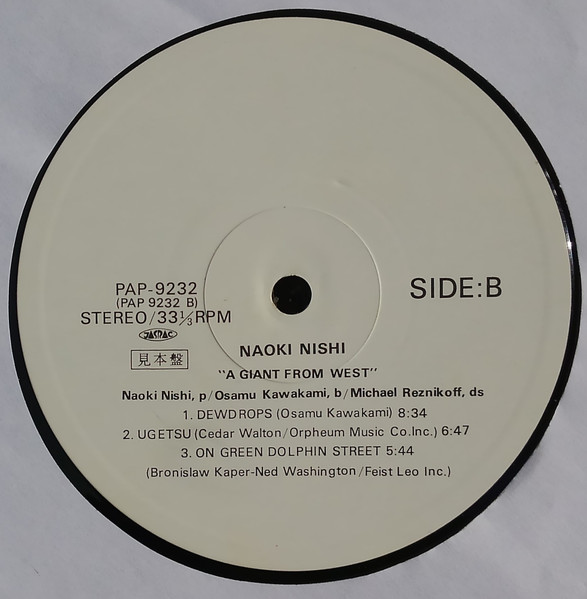 PAP-9232
(PAP 9232 B)
STEREO/33⅓RPM
JASRAC
見本盤
SIDE:B
NAOKI NISHI
"A GIANT FROM WEST"
Naoki Nishi, p/Osamu Kawakami, b/Michael Reznikoff, ds
1. DEWDROPS (Osamu Kawakami) 8:34
2. UGETSU (Cedar Walton/Orpheum Music Co.Inc.) 6:47
3. ON GREEN DOLPHIN STREET 5:44
(Bronislaw Kaper-Ned Washington/Feist Leo Inc.)